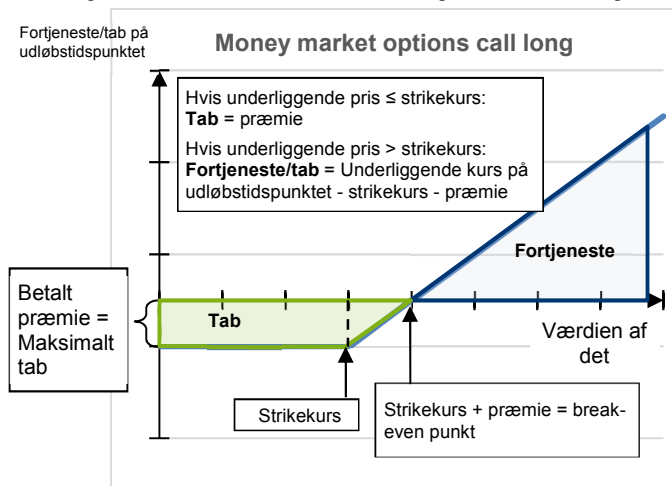 Fortjeneste/tab på
udløbstidspunktet
Money market options call long
Hvis underliggende pris ≤ strikekurs:
Tab = præmie
Hvis underliggende pris > strikekurs:
Fortjeneste/tab = Underliggende kurs på
udløbstidspunktet - strikekurs - præmie
Fortjeneste
Betalt
præmie =
Maksimalt
tab
Tab
Værdien af
det
Strikekurs
Strikekurs + præmie = break-
even punkt